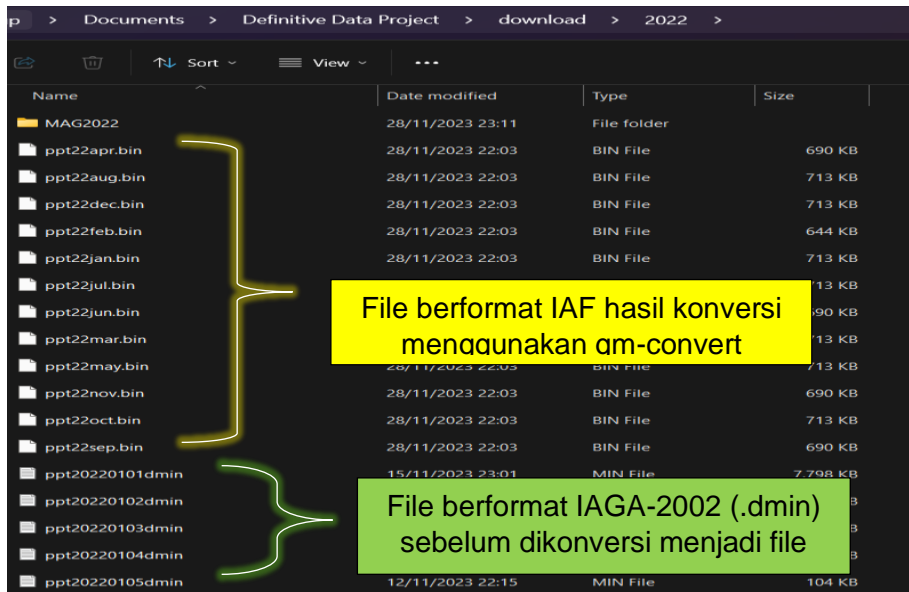 p > Documents > Definitive Data Project > download > 2022 >
Sort View ...
Name Date modified Type Size
MAG2022 28/11/2023 23:11 File folder
ppt22apr.bin 28/11/2023 22:03 BIN File 690 KB
ppt22aug.bin 28/11/2023 22:03 BIN File 713 KB
ppt22dec.bin 28/11/2023 22:03 BIN File 713 KB
ppt22feb.bin 28/11/2023 22:03 BIN File 644 KB
ppt22jan.bin 28/11/2023 22:03 BIN File 713 KB
ppt22jul.bin KB
ppt22jun.bin KB
ppt22mar.bin KB
ppt22may.bin 28/11/2023 22:03 BIN File 713 KB
ppt22nov.bin 28/11/2023 22:03 BIN File 690 KB
ppt22oct.bin 28/11/2023 22:03 BIN File 713 KB
ppt22sep.bin 28/11/2023 22:03 BIN File 690 KB
ppt20220101dmin 15/11/2023 23:01 MIN File 7.798 KB
ppt20220102dmin
ppt20220103dmin
ppt20220104dmin
ppt20220105dmin 12/11/2023 22:15 MIN File 104 KB
File berformat IAF hasil konversi
menggunakan gm-convert
File berformat IAGA-2002 (.dmin)
sebelum dikonversi menjadi file